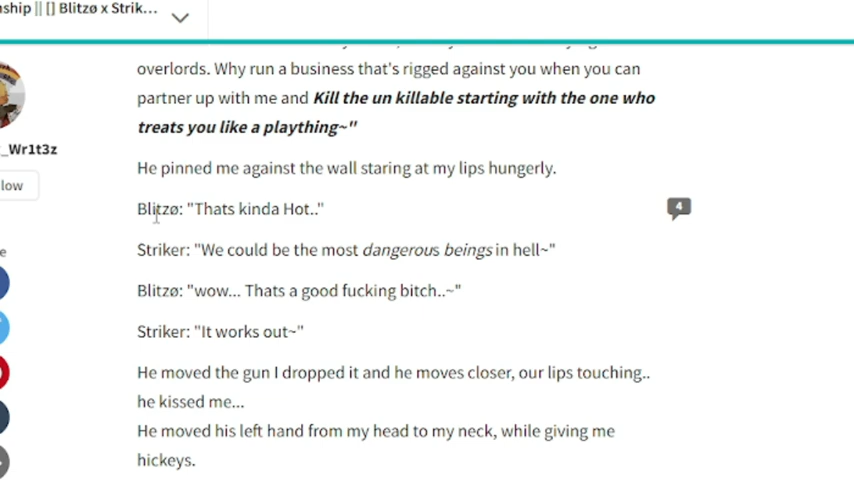 ship || [] Blitzø x Strik...
overlords. Why run a business that's rigged against you when you can
partner up with me and Kill the un killable starting with the one who
treats you like a plaything~"
_Wr1t3z
He pinned me against the wall staring at my lips hungerly.
low
Blitzø: "Thats kinda Hot.."
4
Striker: "We could be the most dangerous beings in hell~"
e
Blitzø: "wow... Thats a good fucking bitch..~"
Striker: "It works out~"
He moved the gun I dropped it and he moves closer, our lips touching..
he kissed me...
He moved his left hand from my head to my neck, while giving me
hickeys.